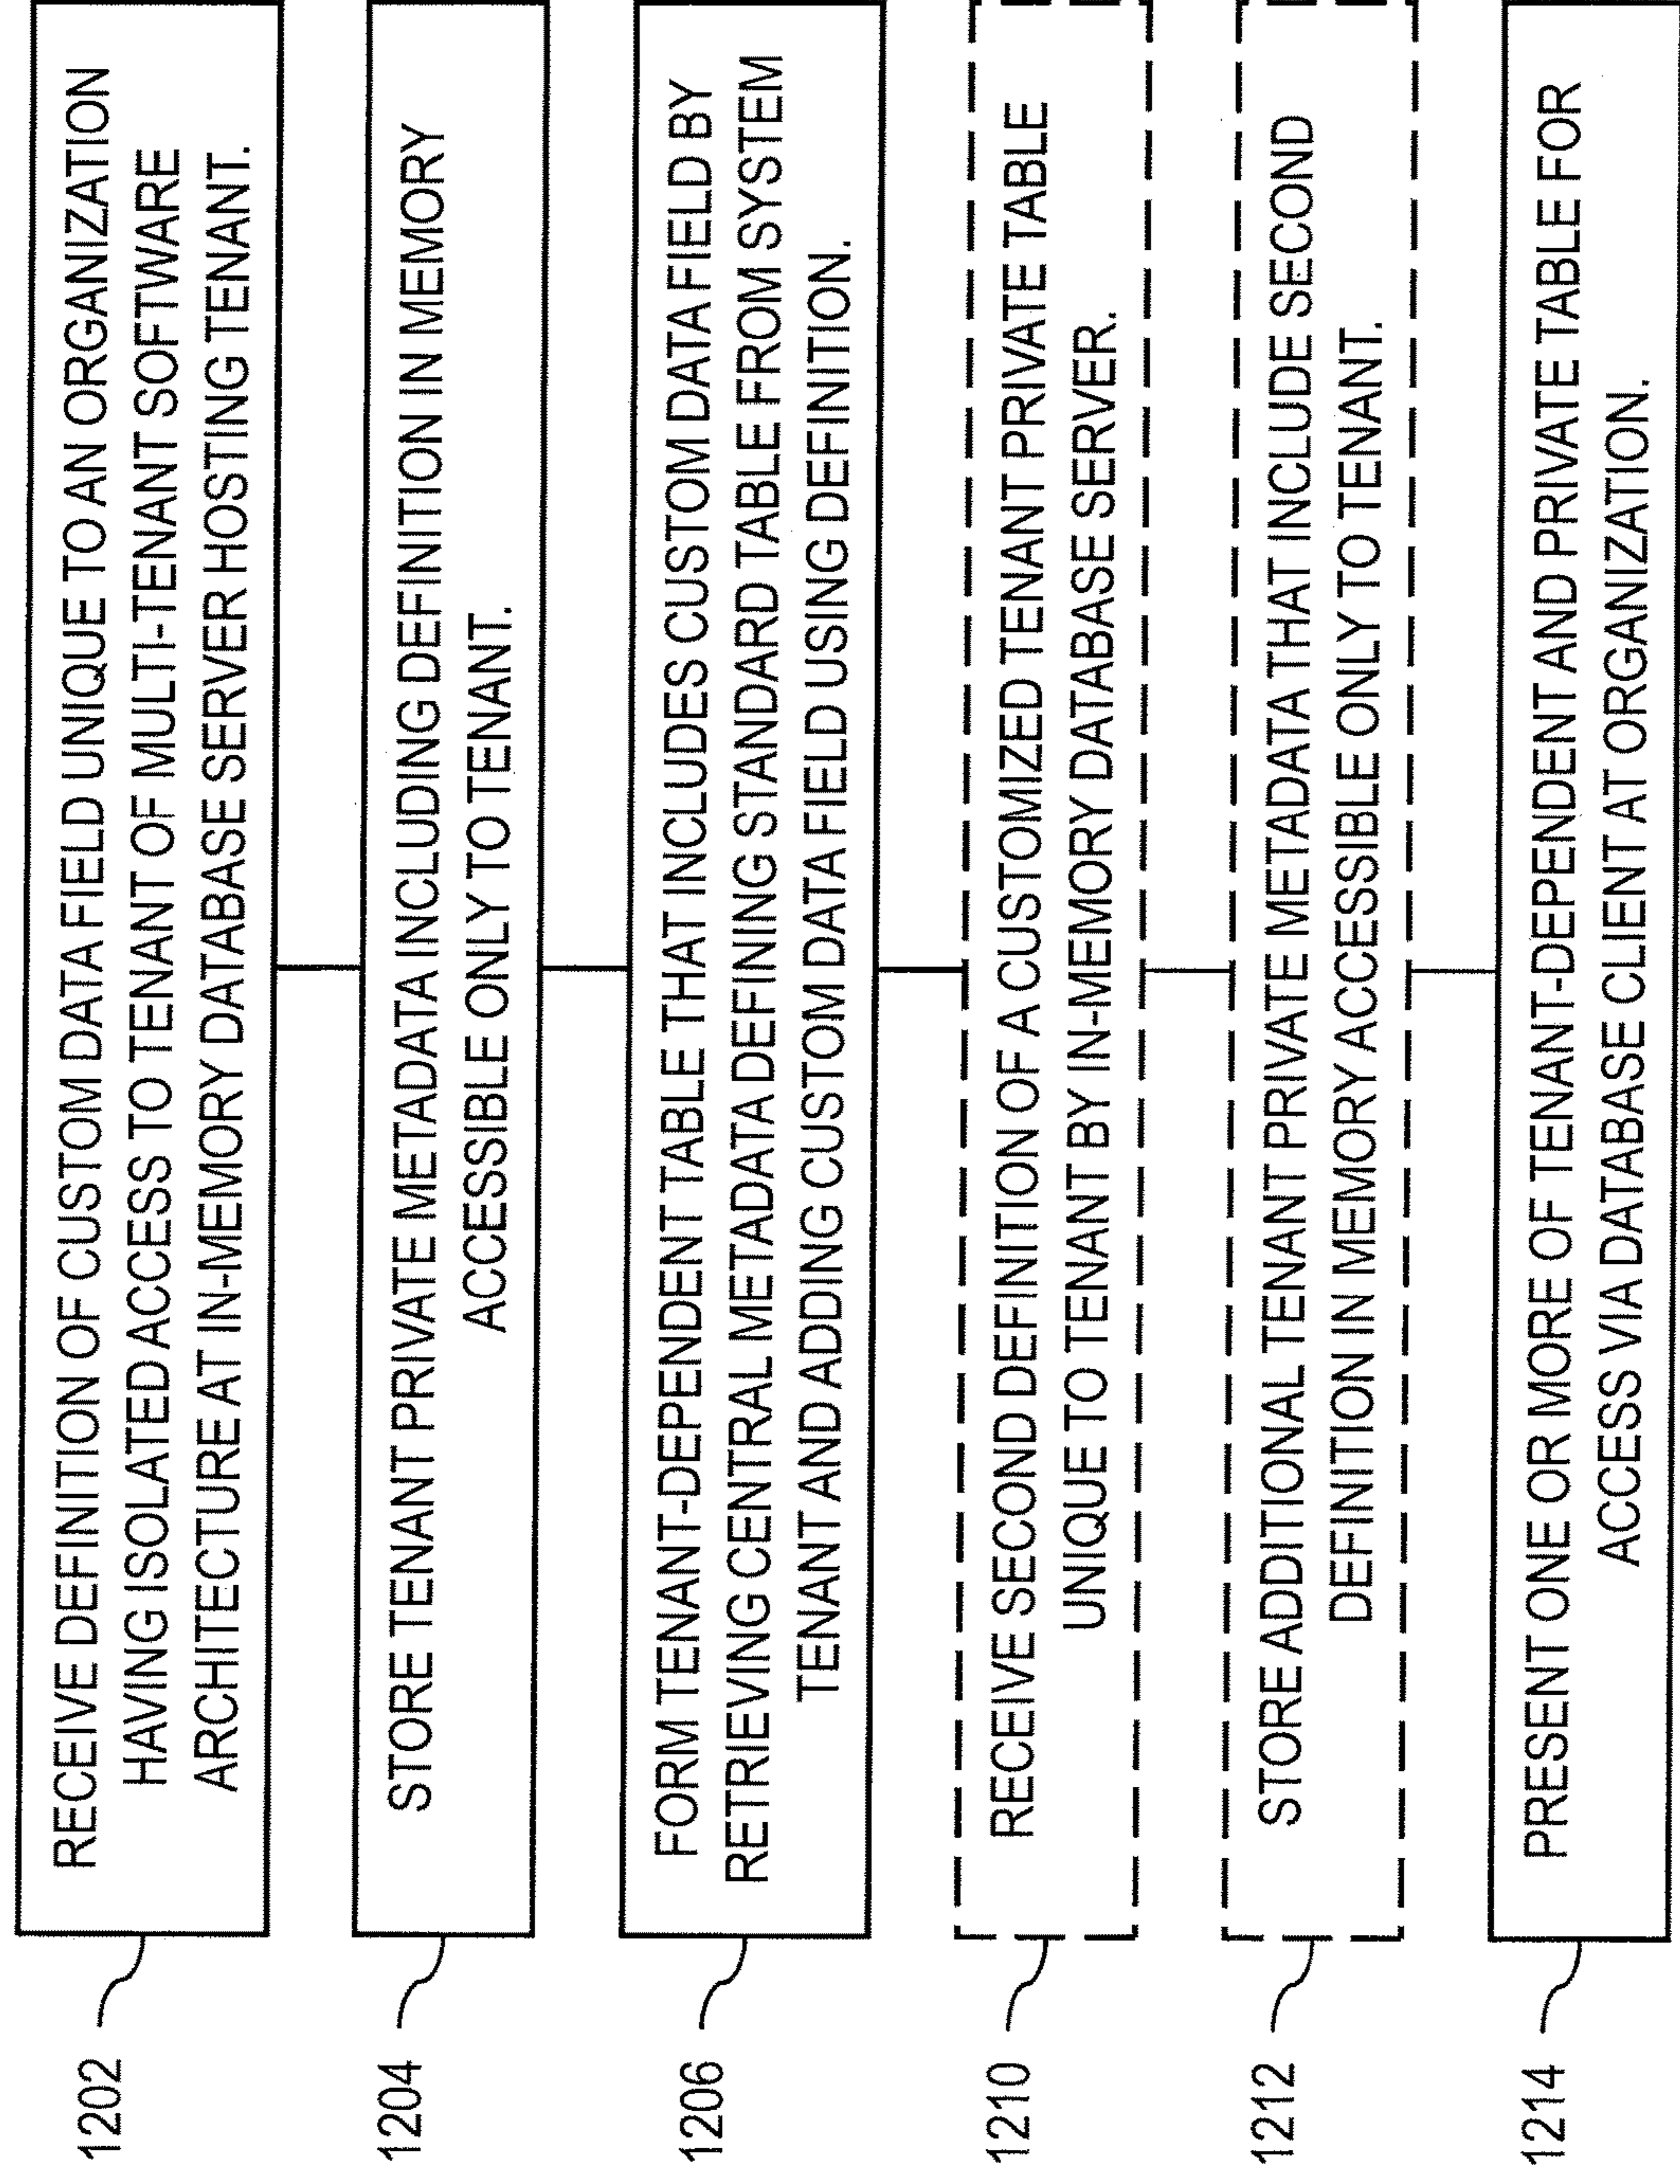 1202
RECEIVE DEFINITION OF CUSTOM DATA FIELD UNIQUE TO AN ORGANIZATION
HAVING ISOLATED ACCESS TO TENANT OF MULTI-TENANT SOFTWARE
ARCHITECTURE AT IN-MEMORY DATABASE SERVER HOSTING TENANT.
1204
STORE TENANT PRIVATE METADATA INCLUDING DEFINITION IN MEMORY
ACCESSIBLE ONLY TO TENANT.
1206
FORM TENANT-DEPENDENT TABLE THAT INCLUDES CUSTOM DATA FIELD BY
RETRIEVING CENTRAL METADATA DEFINING STANDARD TABLE FROM SYSTEM
TENANT AND ADDING CUSTOM DATA FIELD USING DEFINITION.
1210
RECEIVE SECOND DEFINITION OF A CUSTOMIZED TENANT PRIVATE TABLE
UNIQUE TO TENANT BY IN-MEMORY DATABASE SERVER.
1212
STORE ADDITIONAL TENANT PRIVATE METADATA THAT INCLUDE SECOND
DEFINITION IN MEMORY ACCESSIBLE ONLY TO TENANT.
1214
PRESENT ONE OR MORE OF TENANT-DEPENDENT AND PRIVATE TABLE FOR
ACCESS VIA DATABASE CLIENT AT ORGANIZATION.